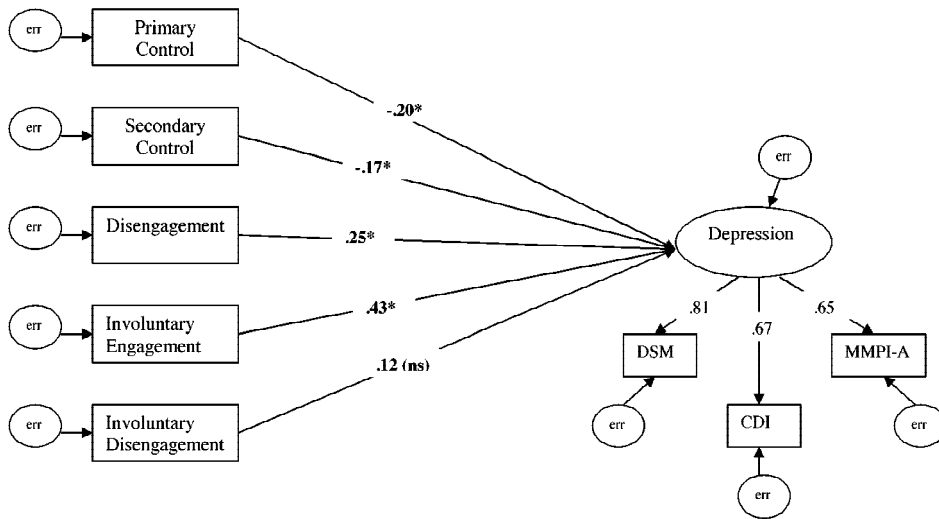 err
Primary
Control
-.20*
err
Secondary
Control
-.17*
err
Disengagement
.25*
err
Involuntary
Engagement
.43*
err
Involuntary
Disengagement
.12 (ns)
err
Depression
.81
.67
.65
DSM
MMPI-A
CDI
err
err
err